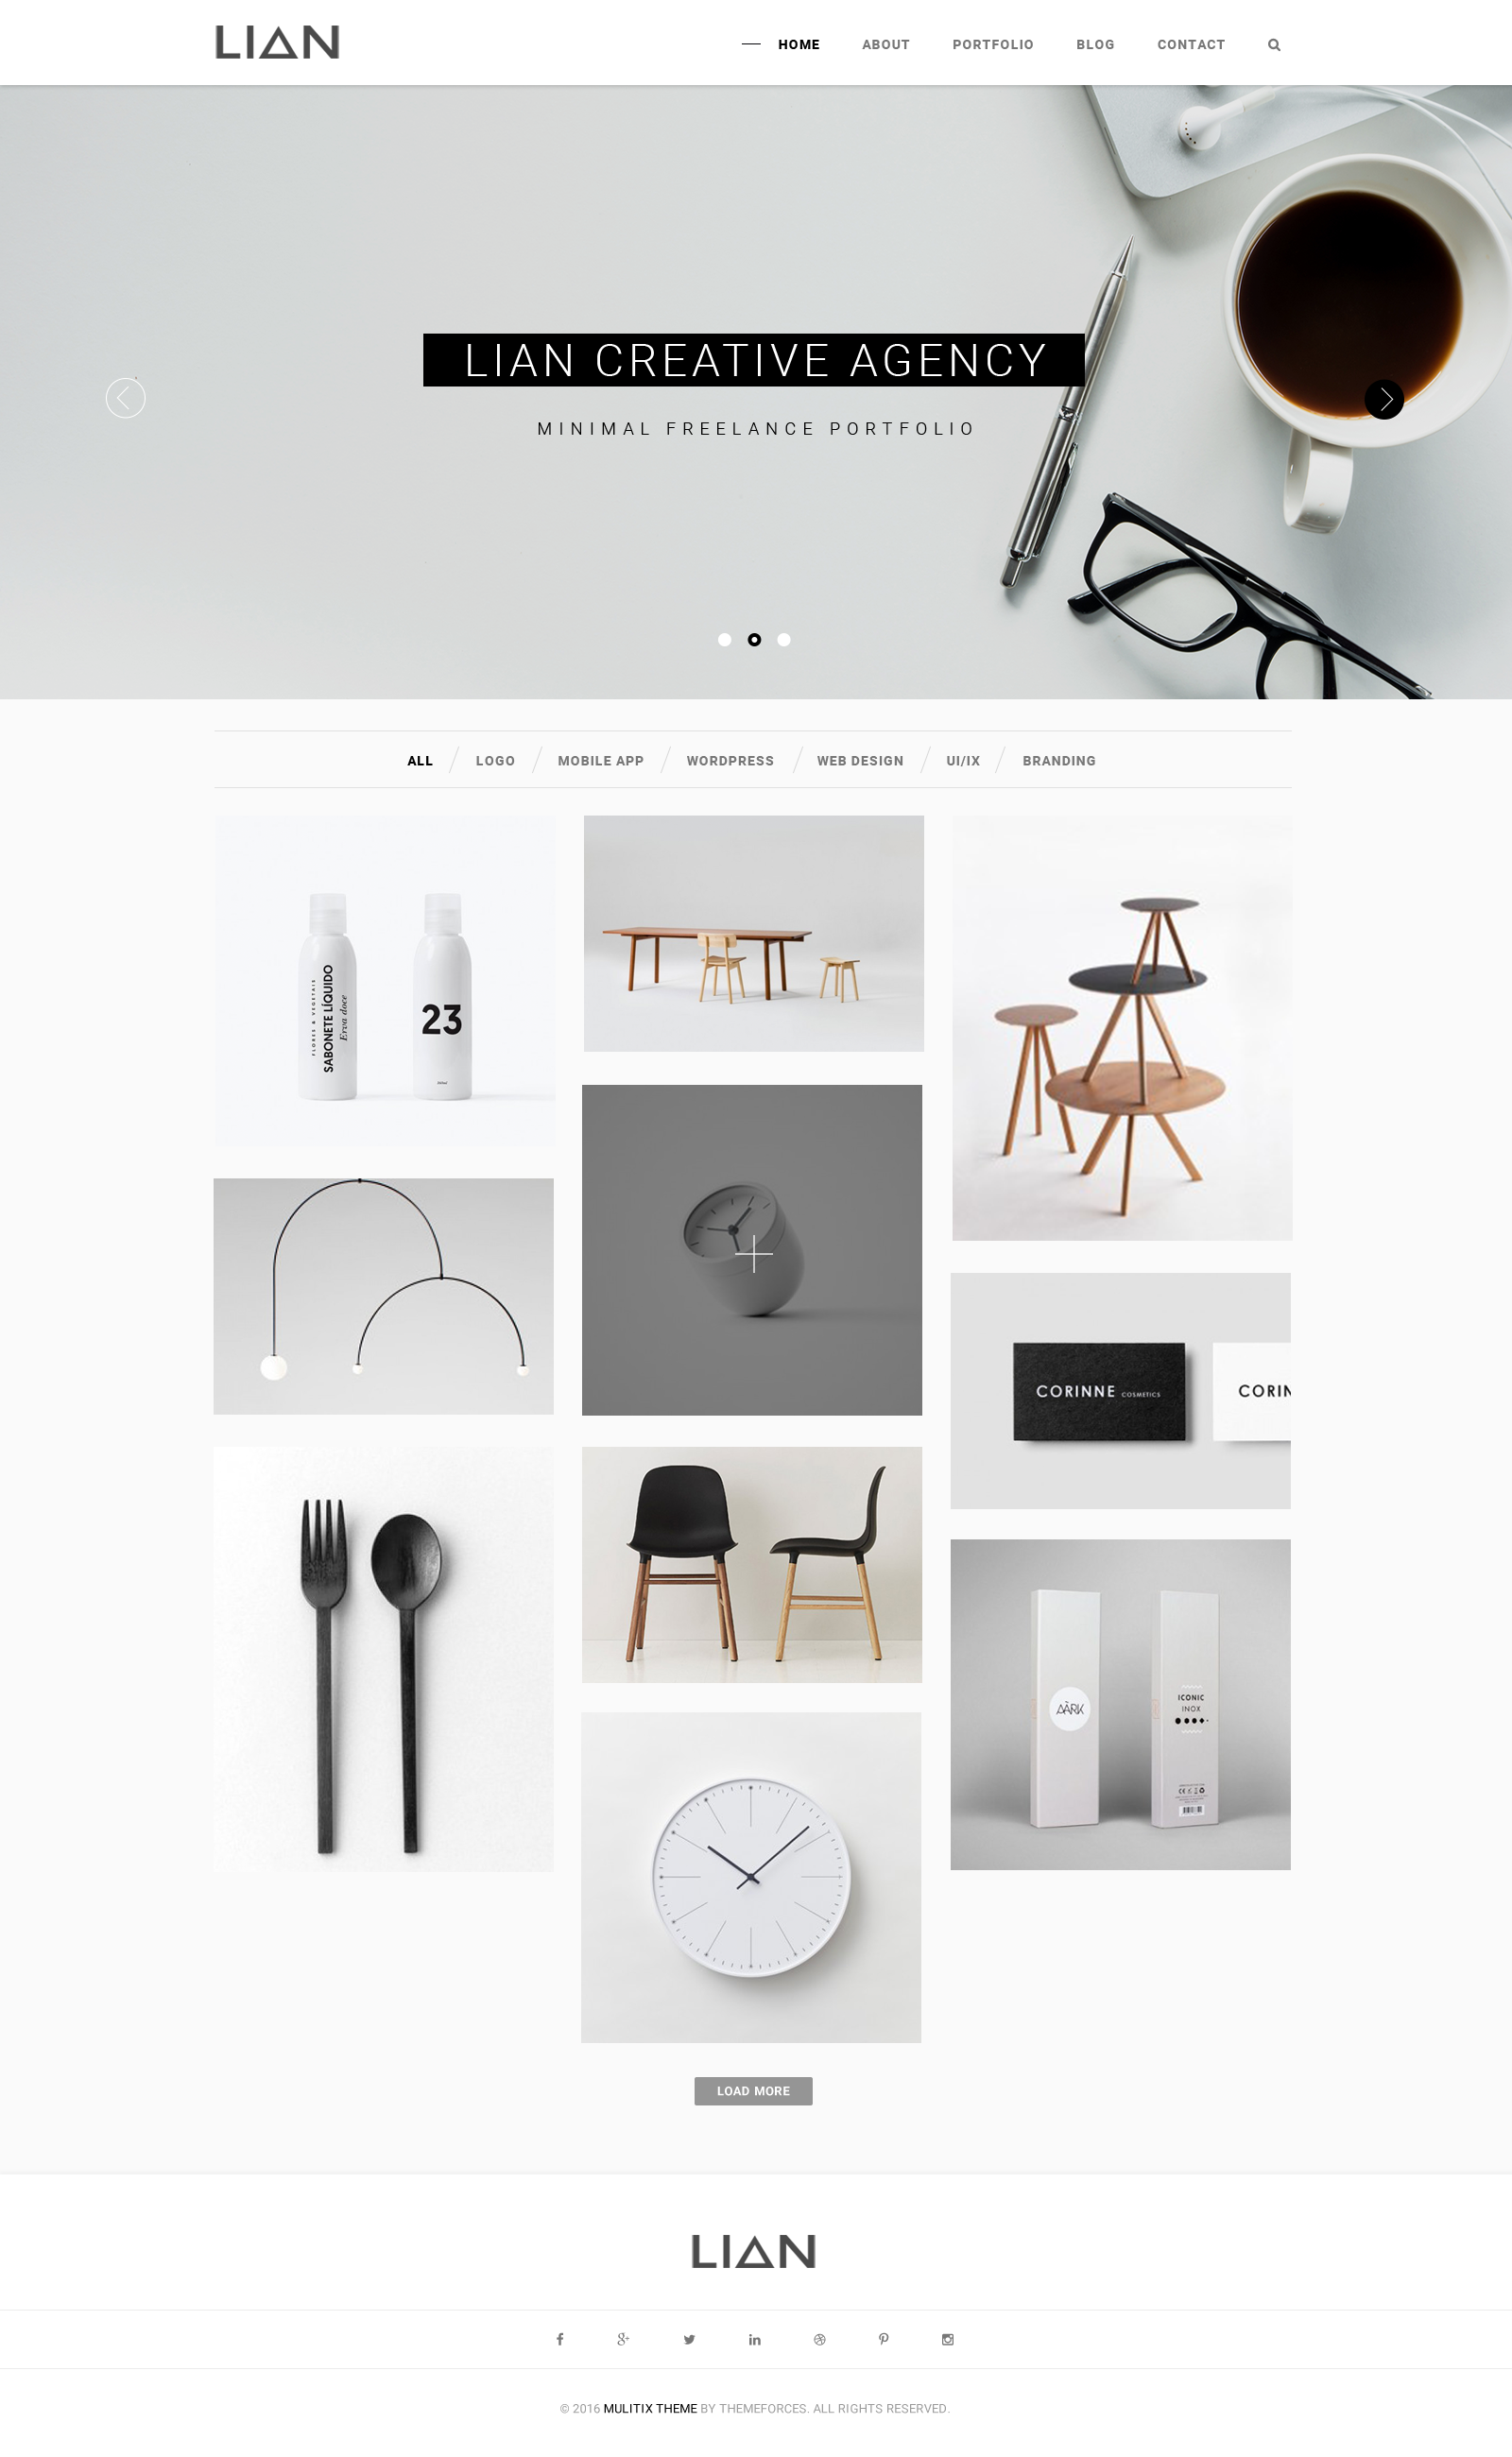 LIAN
HOME ABOUT PORTFOLIO BLOG CONTACT
LIAN CREATIVE AGENCY
MINIMAL FREELANCE PORTFOLIO
ALL LOGO MOBILE APP WORDPRESS WEB DESIGN UI/IX BRANDING
FLORES & VEGETAIS
SABONETE LÍQUIDO
Erva doce
23
CORINNE COSMETICS
CORIN
AÀRK
ICONIC
INOX
LOAD MORE
LIAN
© 2016 MULITIX THEME BY THEMEFORCES. ALL RIGHTS RESERVED.